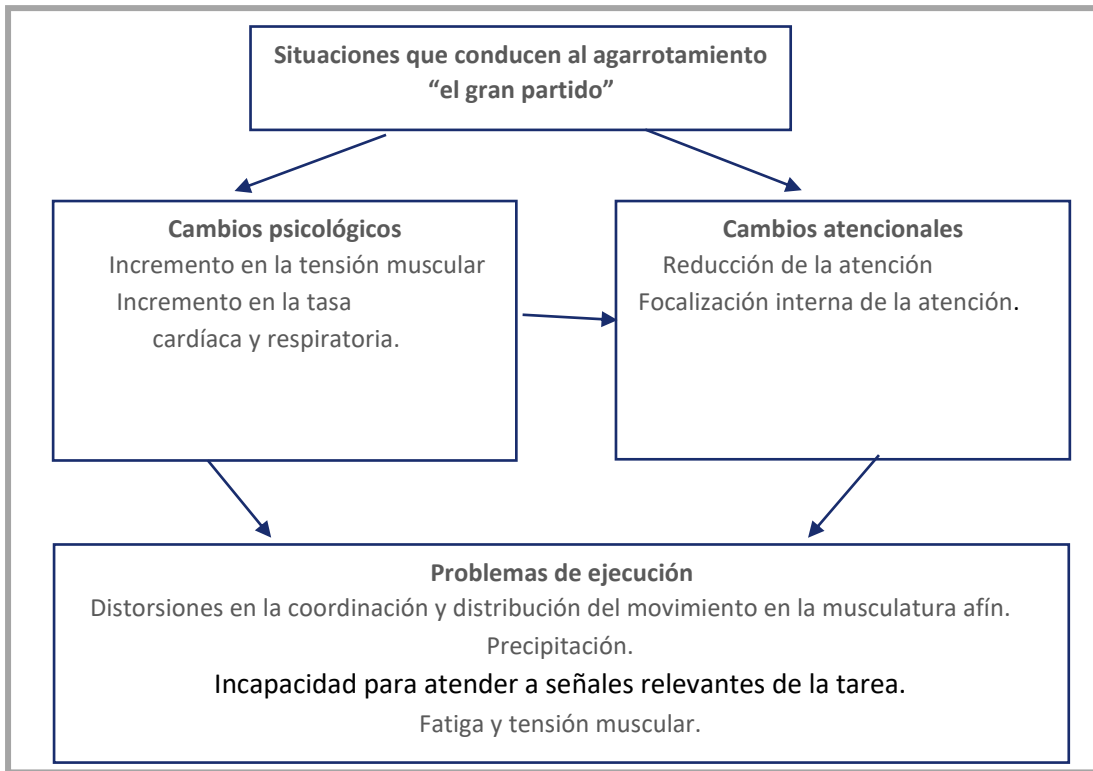 Situaciones que conducen al agarrotamiento
“el gran partido”
Cambios psicológicos
Incremento en la tensión muscular
Incremento en la tasa
cardíaca y respiratoria.
Cambios atencionales
Reducción de la atención
Focalización interna de la atención.
Problemas de ejecución
Distorsiones en la coordinación y distribución del movimiento en la musculatura afín.
Precipitación.
Incapacidad para atender a señales relevantes de la tarea.
Fatiga y tensión muscular.